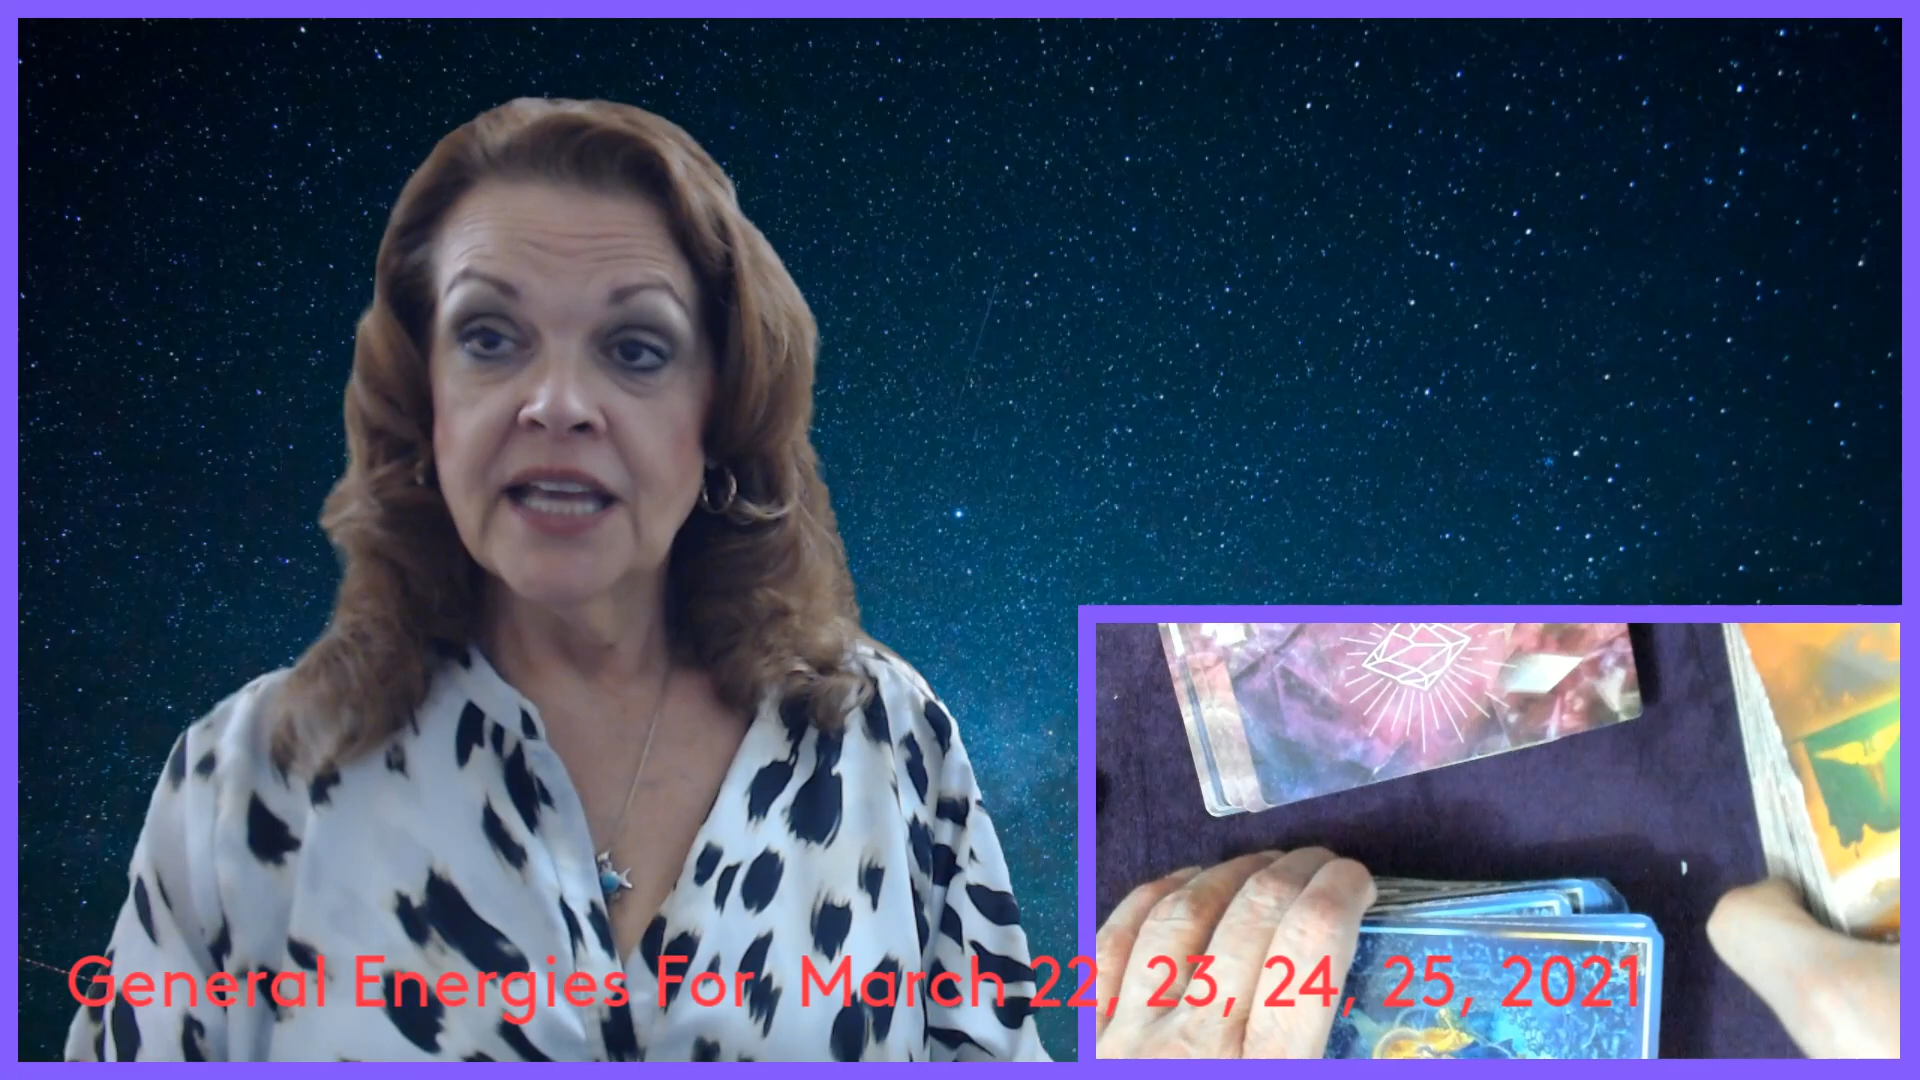 General Energies For March 22, 23, 24, 25, 2021